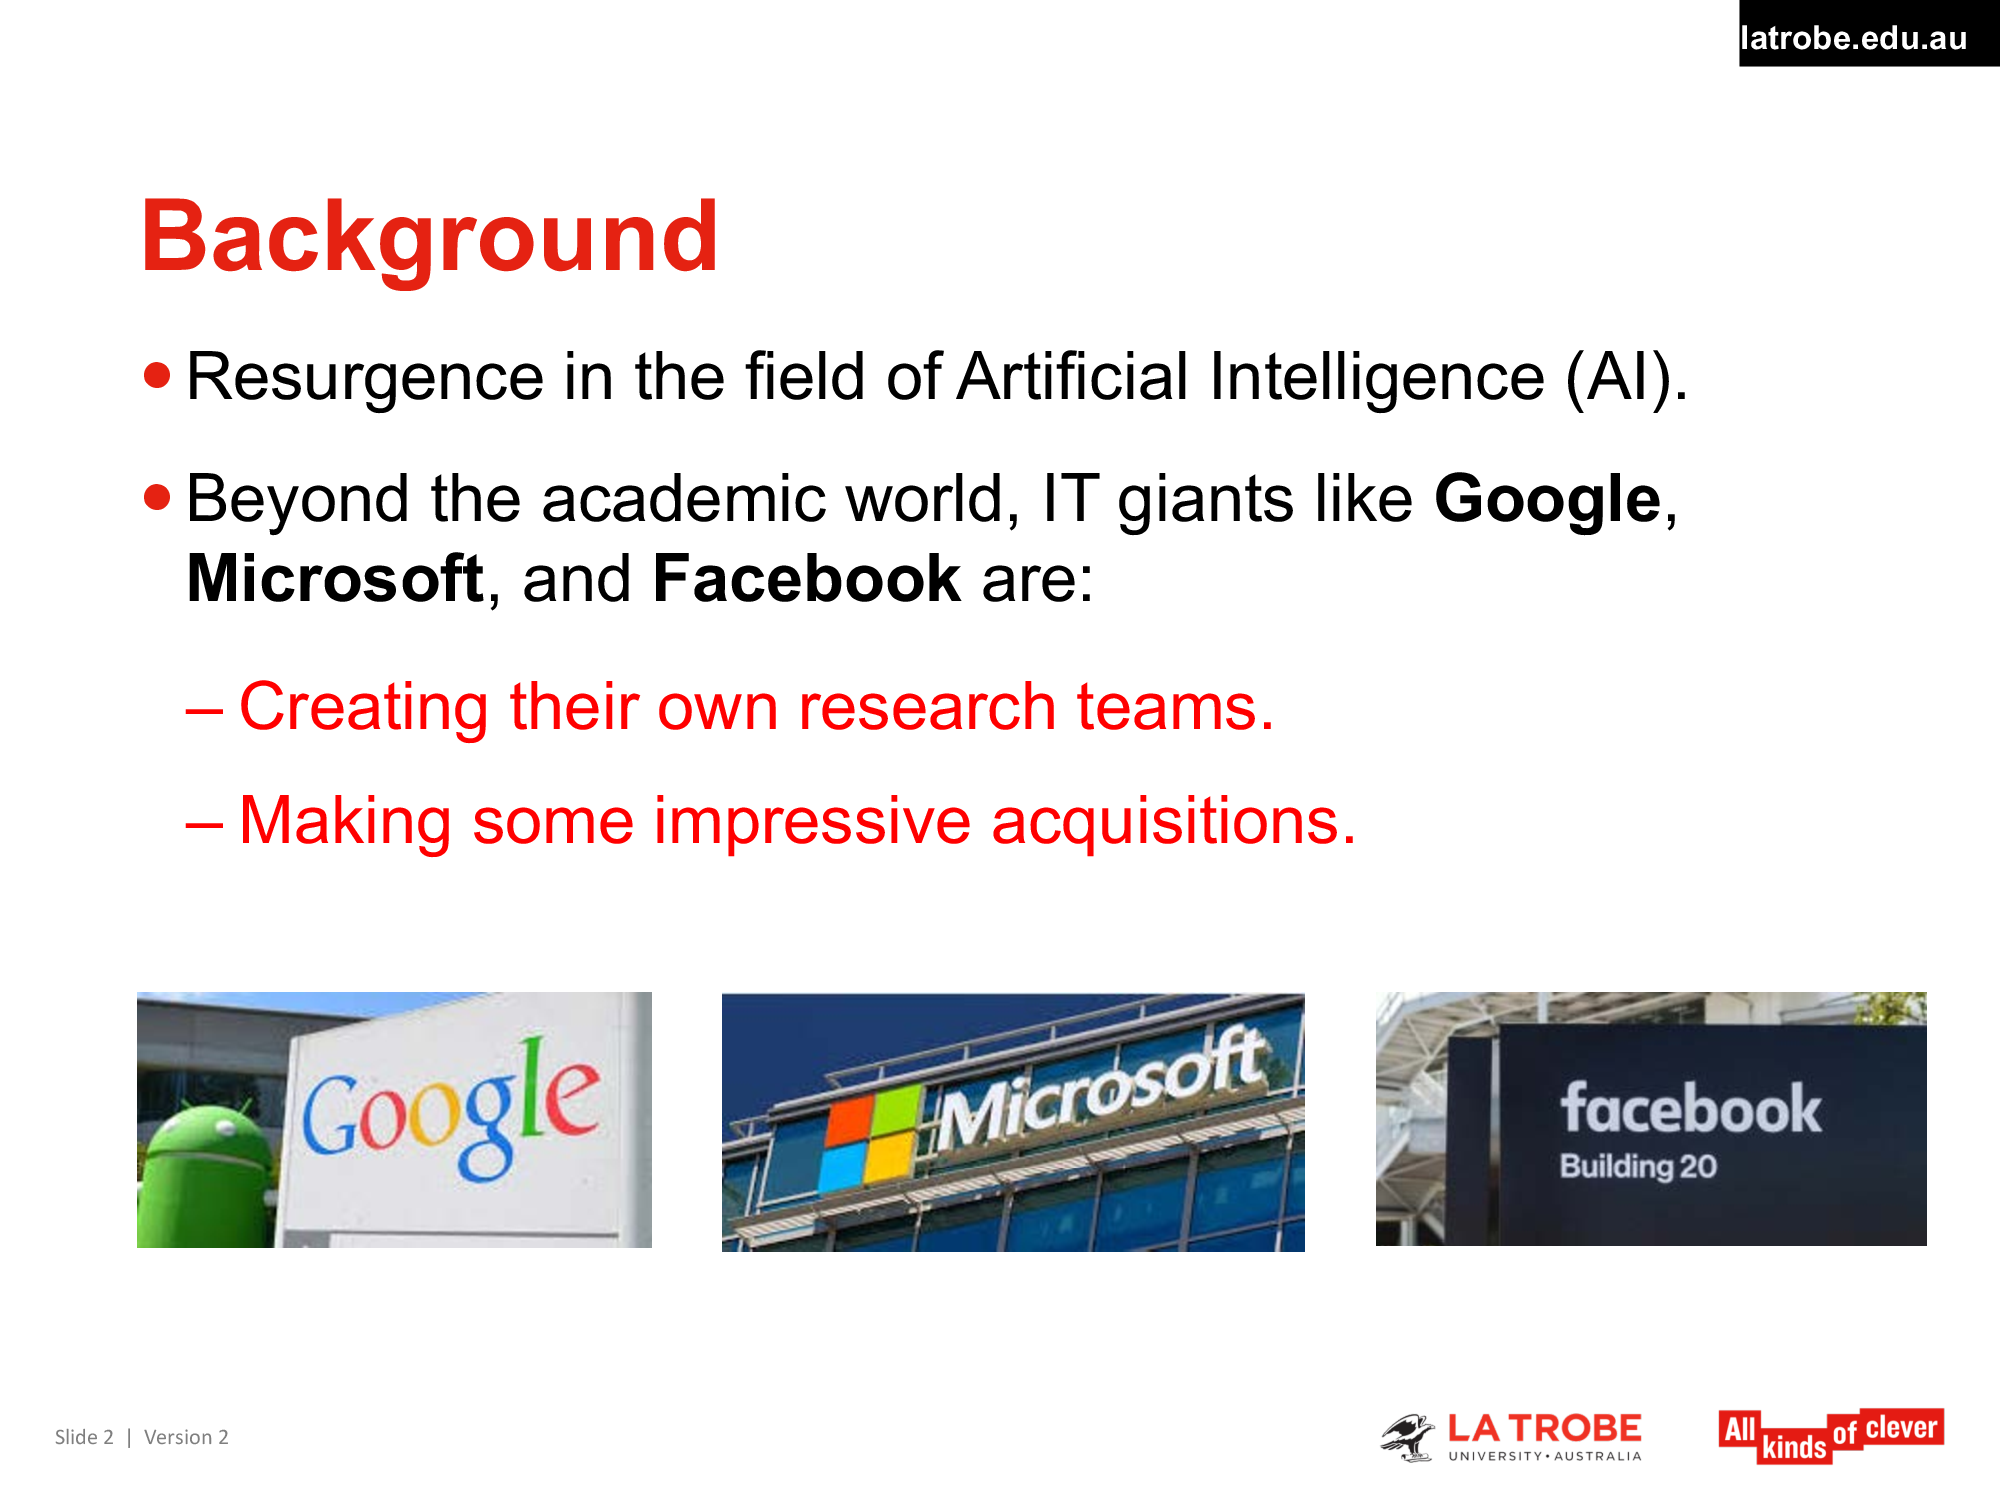 latrobe.edu.au
Background
• Resurgence in the field of Artificial Intelligence (AI).
• Beyond the academic world, IT giants like Google,
Microsoft, and Facebook are:
– Creating their own research teams.
– Making some impressive acquisitions.
Google
Microsoft
facebook
Building 20
Slide 2 | Version 2
LA TROBE
UNIVERSITY • AUSTRALIA
All kinds of clever